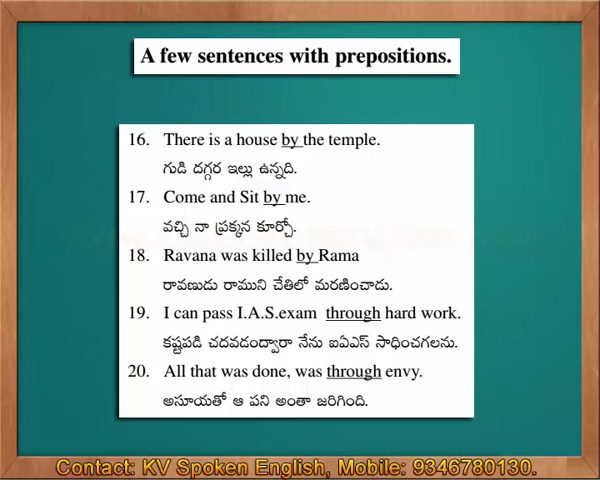 A few sentences with prepositions.
16. There is a house by the temple.
గుడి దగ్గర ఇల్లు ఉన్నది.
17. Come and Sit by me.
వచ్చి నా ప్రక్కన కూర్చో.
18. Ravana was killed by Rama
రావణుడు రాముని చేతిలో మరణించాడు.
19. I can pass I.A.S.exam through hard work.
కష్టపడి చదవడంద్వారా నేను ఐఏఎస్ సాధించగలను.
20. All that was done, was through envy.
అసూయతో ఆ పని అంతా జరిగింది.
Contact: KV Spoken English, Mobile: 9346780130.